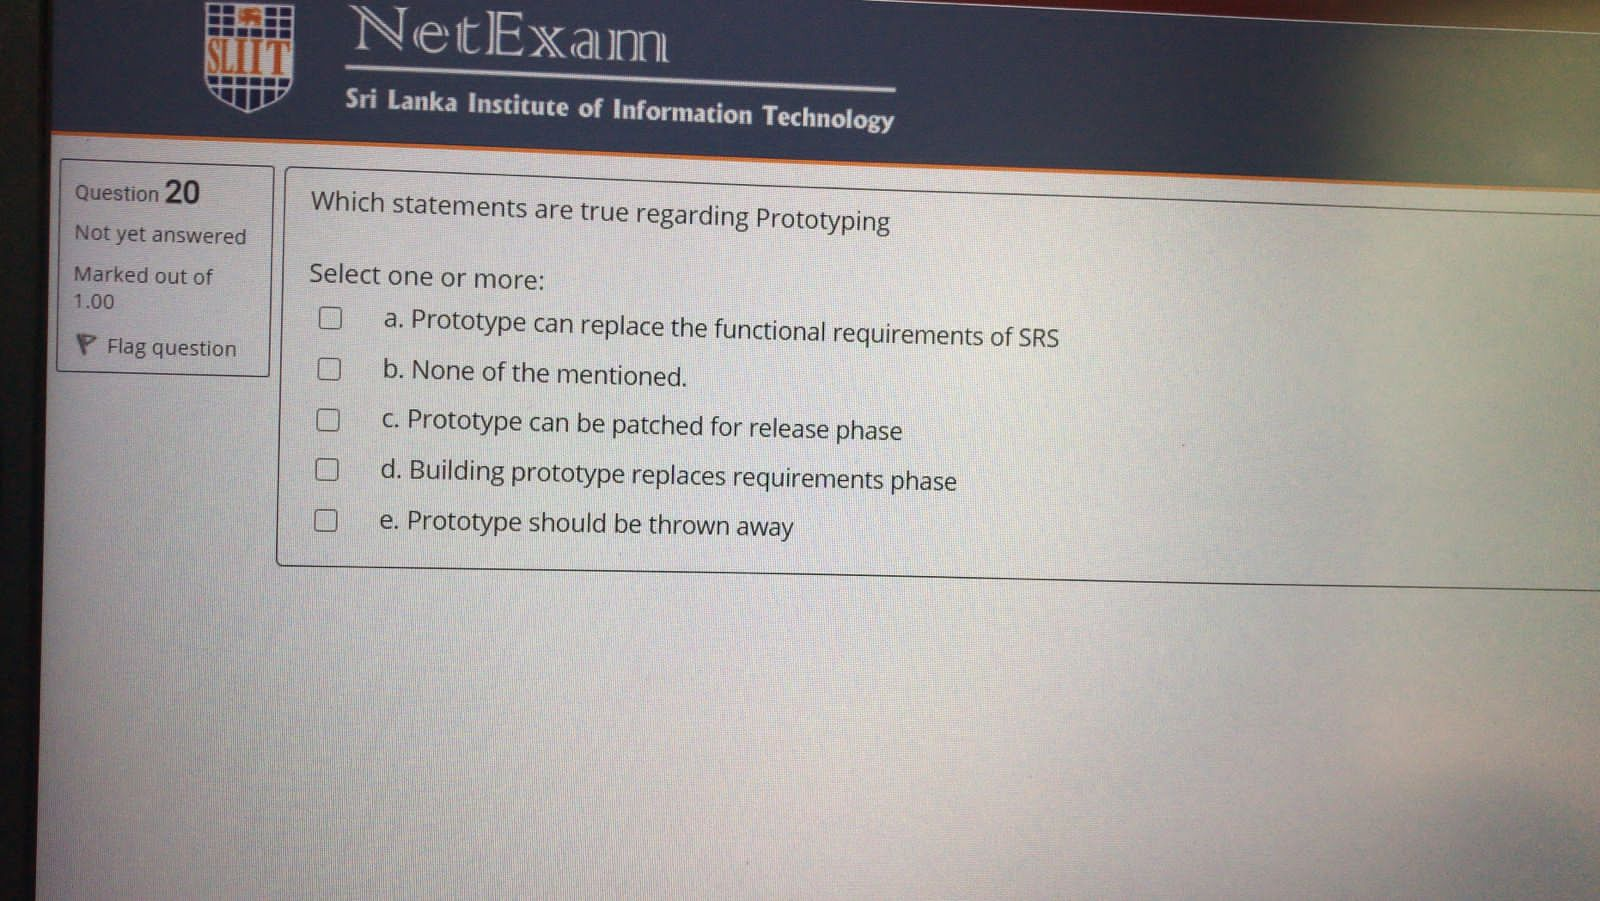 SLIIT
NetExam
Sri Lanka Institute of Information Technology
Question 20
Not yet answered
Marked out of
1.00
Flag question
Which statements are true regarding Prototyping
Select one or more:
a. Prototype can replace the functional requirements of SRS
b. None of the mentioned.
c. Prototype can be patched for release phase
d. Building prototype replaces requirements phase
e. Prototype should be thrown away